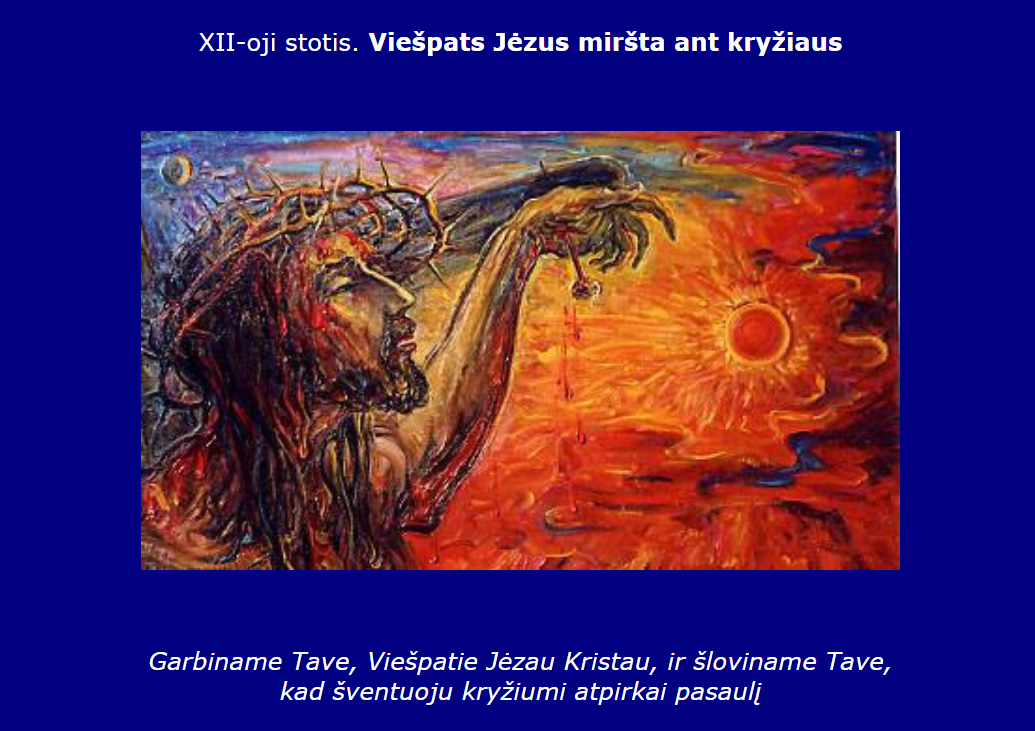 XII-oji stotis. Viešpats Jėzus miršta ant kryžiaus
Garbiname Tave, Viešpatie Jėzau Kristau, ir šloviname Tave,
kad šventuoju kryžiumi atpirkai pasaulį